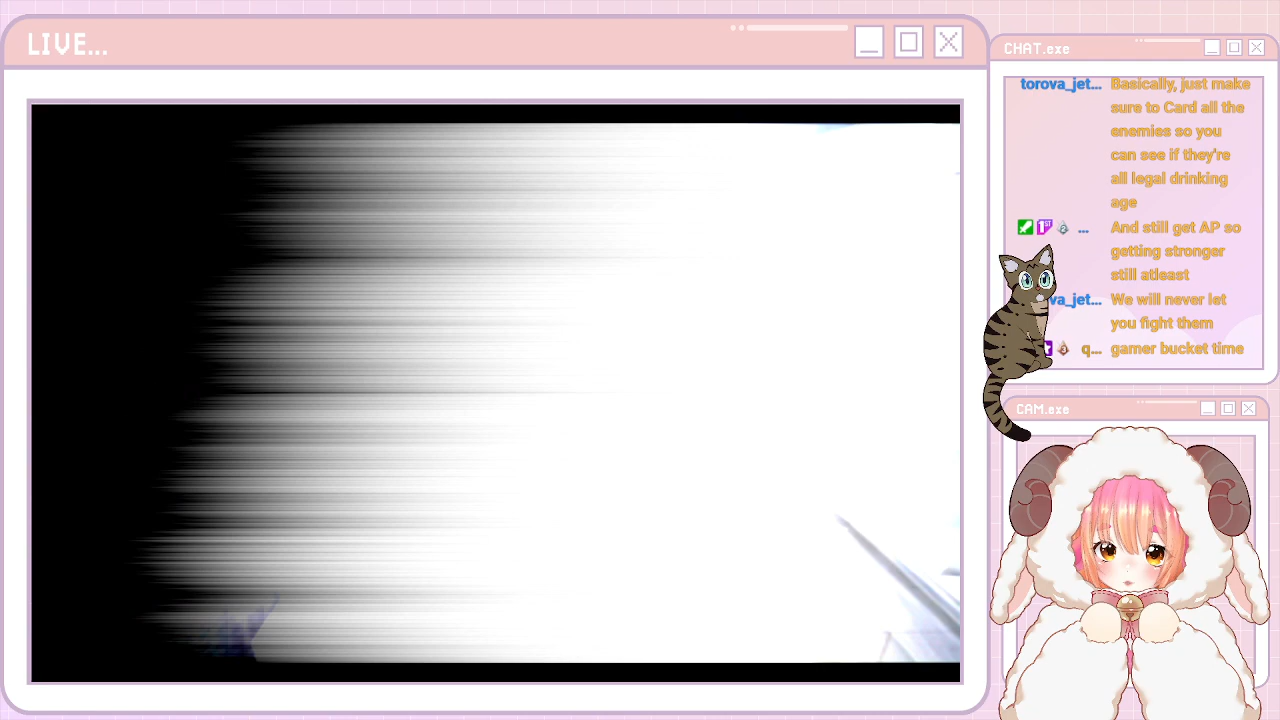 LIVE...
CHAT.exe
torova_jet... Basically, just make
sure to Card all the
enemies so you
can see if they're
all legal drinking
age
... And still get AP so
getting stronger
still atleast
va_jet... We will never let
you fight them
q... gamer bucket time
CAM.exe